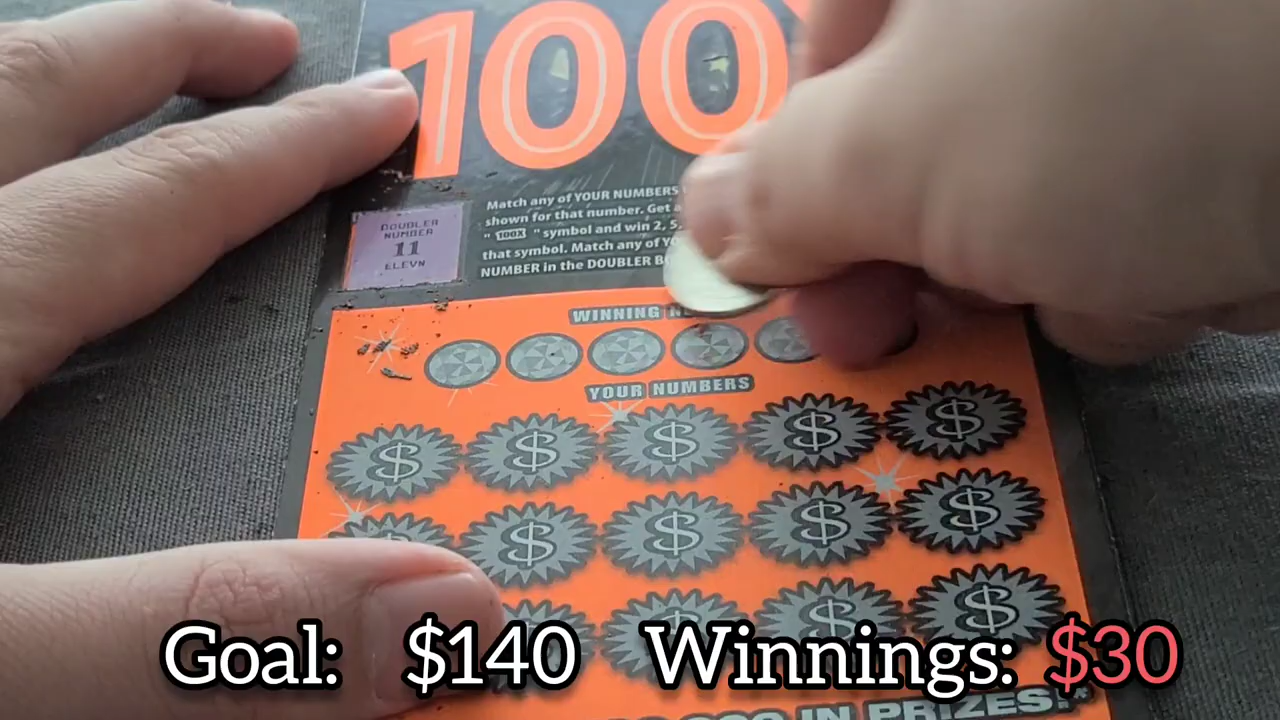 100X
Match any of YOUR NUMBERS
shown for that number. Get a
" 100X " symbol and win 2, 5,
that symbol. Match any of YO
NUMBER in the DOUBLER B
DOUBLER
NUMBER
11
ELEVN
WINNING N
YOUR NUMBERS
$ $ $ $ $
$ $ $ $
$ $ $
IN PRIZES!*
Goal: $140 Winnings: $30